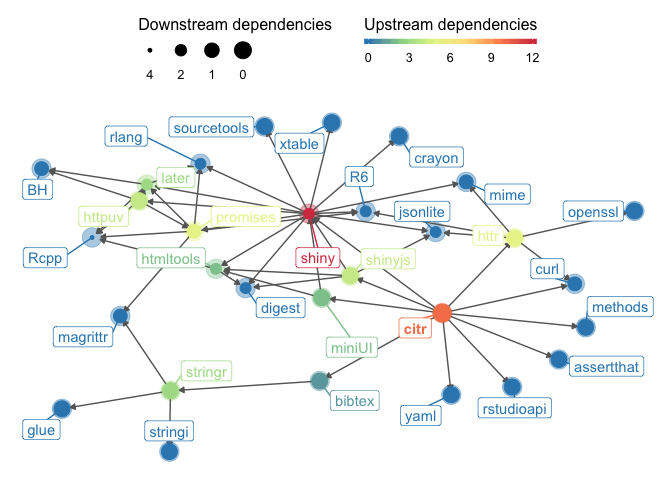 Downstream dependencies
Upstream dependencies
4 2 1 0
0 3 6 9 12
sourcetools
rlang
xtable
crayon
later
R6
BH
mime
httpuv
promises
jsonlite
openssl
httr
Rcpp
htmltools
shiny
shinyjs
curl
digest
methods
magrittr
citr
miniUI
assertthat
stringr
bibtex
rstudioapi
yaml
glue
stringi